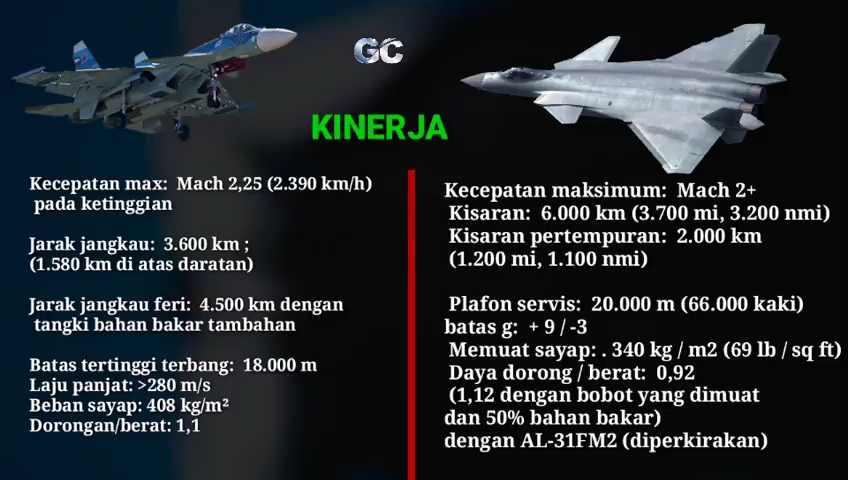 GC
KINERJA
Kecepatan max: Mach 2,25 (2.390 km/h)
pada ketinggian
Jarak jangkau: 3.600 km ;
(1.580 km di atas daratan)
Jarak jangkau feri: 4.500 km dengan
tangki bahan bakar tambahan
Batas tertinggi terbang: 18.000 m
Laju panjat: >280 m/s
Beban sayap: 408 kg/m²
Dorongan/berat: 1,1
Kecepatan maksimum: Mach 2+
Kisaran: 6.000 km (3.700 mi, 3.200 nmi)
Kisaran pertempuran: 2.000 km
(1.200 mi, 1.100 nmi)
Plafon servis: 20.000 m (66.000 kaki)
batas g: + 9 / -3
Memuat sayap: . 340 kg / m2 (69 lb / sq ft)
Daya dorong / berat: 0,92
(1,12 dengan bobot yang dimuat
dan 50% bahan bakar)
dengan AL-31FM2 (diperkirakan)